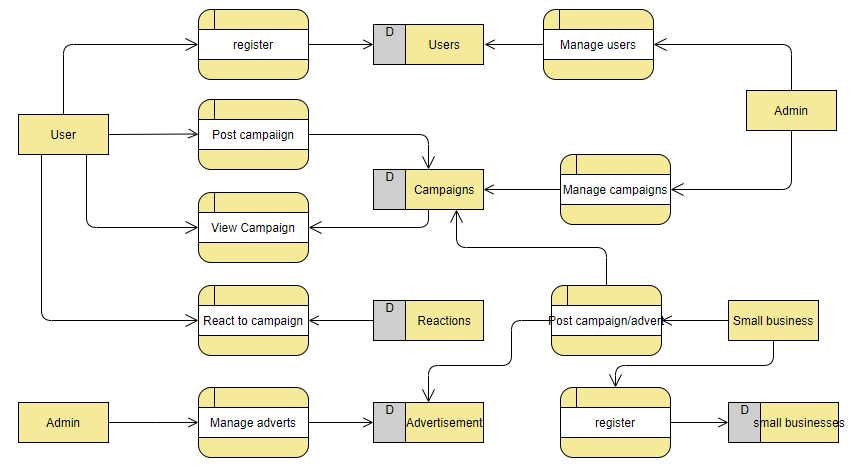 D
register
Users
Manage users
Admin
User
Post campaiign
D
Campaigns
Manage campaigns
View Campaign
D
React to campaign
Reactions
Post campaign/advert
Small business
D
D
Admin
Manage adverts
Advertisement
register
small businesses